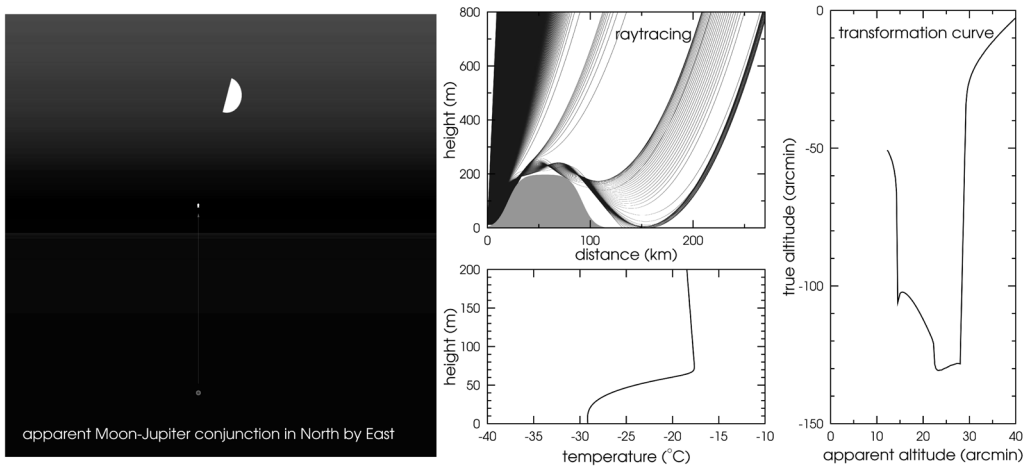 apparent Moon-Jupiter conjunction in North by East
raytracing
height (m)
800
600
400
200
0
0 100 200
distance (km)
height (m)
200
150
100
50
0
-40 -35 -30 -25 -20 -15 -10
temperature (°C)
transformation curve
true altitude (arcmin)
0
-50
-100
-150
0 10 20 30 40
apparent altitude (arcmin)